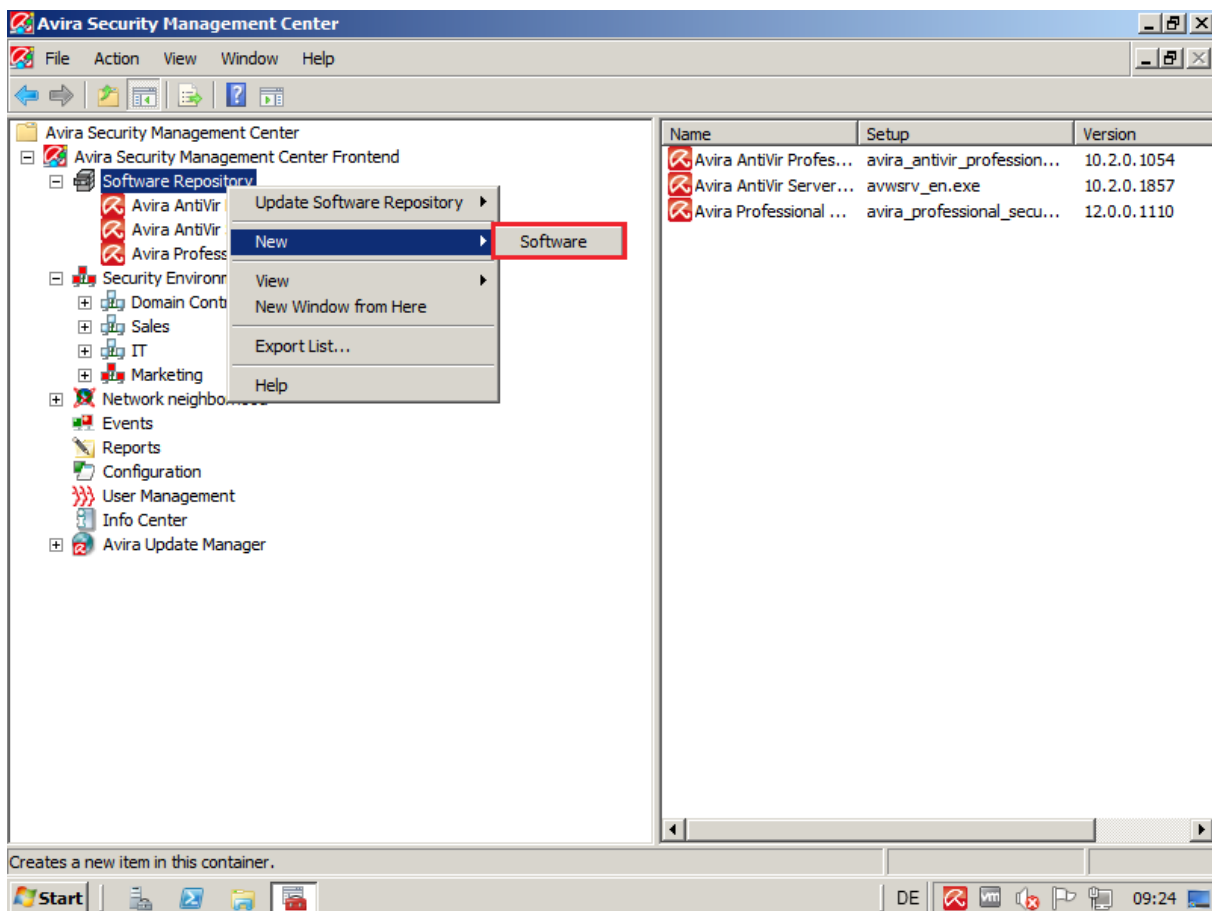 Avira Security Management Center
File Action View Window Help
Avira Security Management Center
Avira Security Management Center Frontend
Software Repository
Avira AntiVir
Avira AntiVir
Avira Profess
Security Environ
Domain Cont
Sales
IT
Marketing
Network neighbo
Events
Reports
Configuration
User Management
Info Center
Avira Update Manager
Update Software Repository
New
View
New Window from Here
Export List...
Help
Software
Name Setup Version
Avira AntiVir Profes... avira_antivir_profession... 10.2.0.1054
Avira AntiVir Server... avwsrv_en.exe 10.2.0.1857
Avira Professional ... avira_professional_secu... 12.0.0.1110
Creates a new item in this container.
Start DE vm 09:24